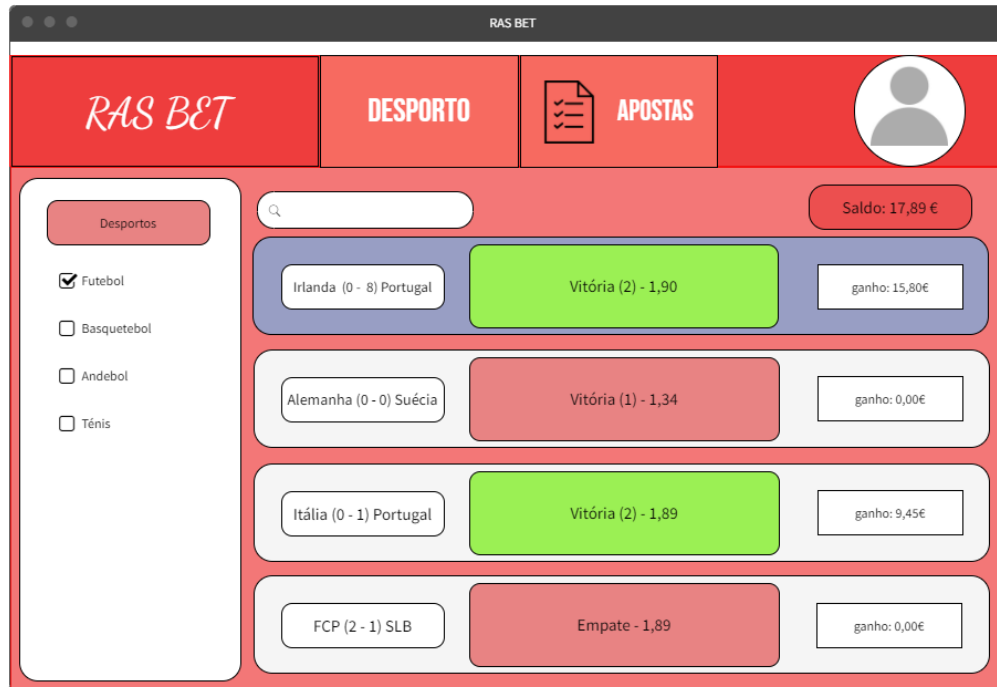 RAS BET
RAS BET
DESPORTO
APOSTAS
Desportos
Futebol
Basquetebol
Andebol
Ténis
Saldo: 17,89 €
Irlanda (0 - 8) Portugal
Vitória (2) - 1,90
ganho: 15,80€
Alemanha (0 - 0) Suécia
Vitória (1) - 1,34
ganho: 0,00€
Itália (0 - 1) Portugal
Vitória (2) - 1,89
ganho: 9,45€
FCP (2 - 1) SLB
Empate - 1,89
ganho: 0,00€